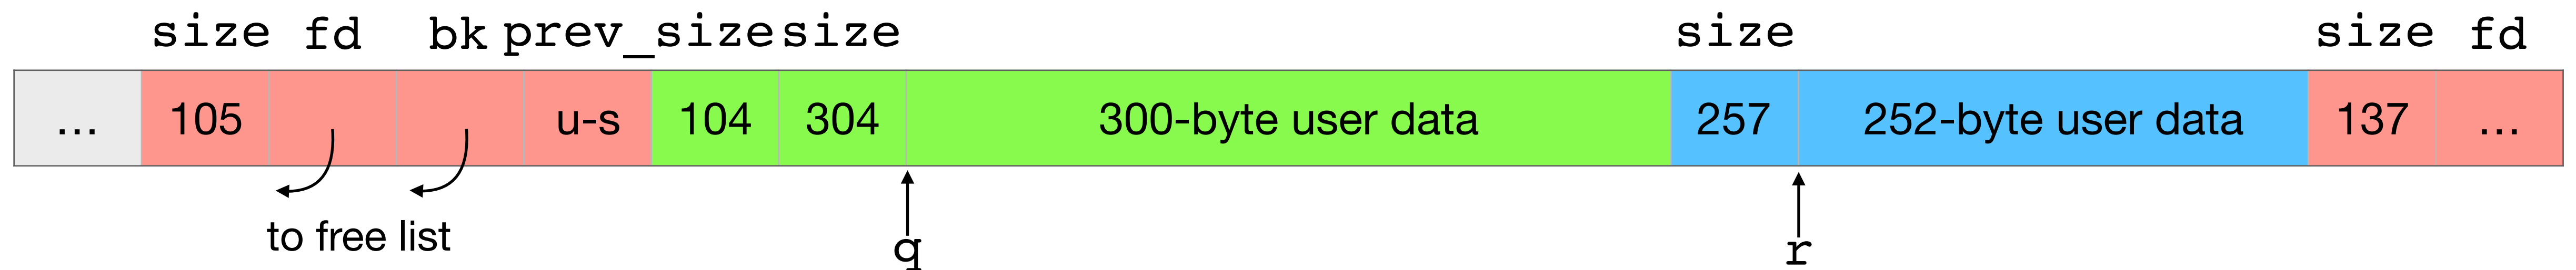 size fd bk prev_size size size size fd
... 105 u-s 104 304 300-byte user data 257 252-byte user data 137 ...
to free list
q r